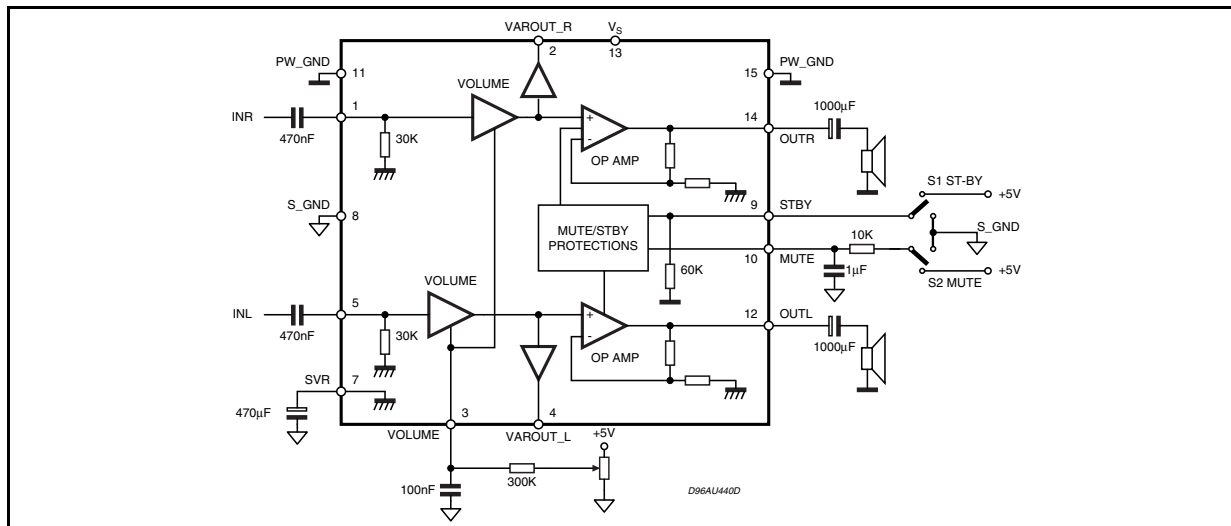 VAROUT_R
VS
2
13
PW_GND
11
15
PW_GND
VOLUME
1000µF
INR
1
470nF
30K
+
-
OP AMP
14
OUTR
S1 ST-BY
+5V
S_GND
8
9
STBY
MUTE/STBY
PROTECTIONS
S_GND
10K
10
MUTE
60K
1µF
S2 MUTE
+5V
VOLUME
INL
5
470nF
30K
+
-
OP AMP
12
OUTL
1000µF
SVR
7
470µF
3
4
VOLUME
VAROUT_L
+5V
300K
100nF
D96AU440D